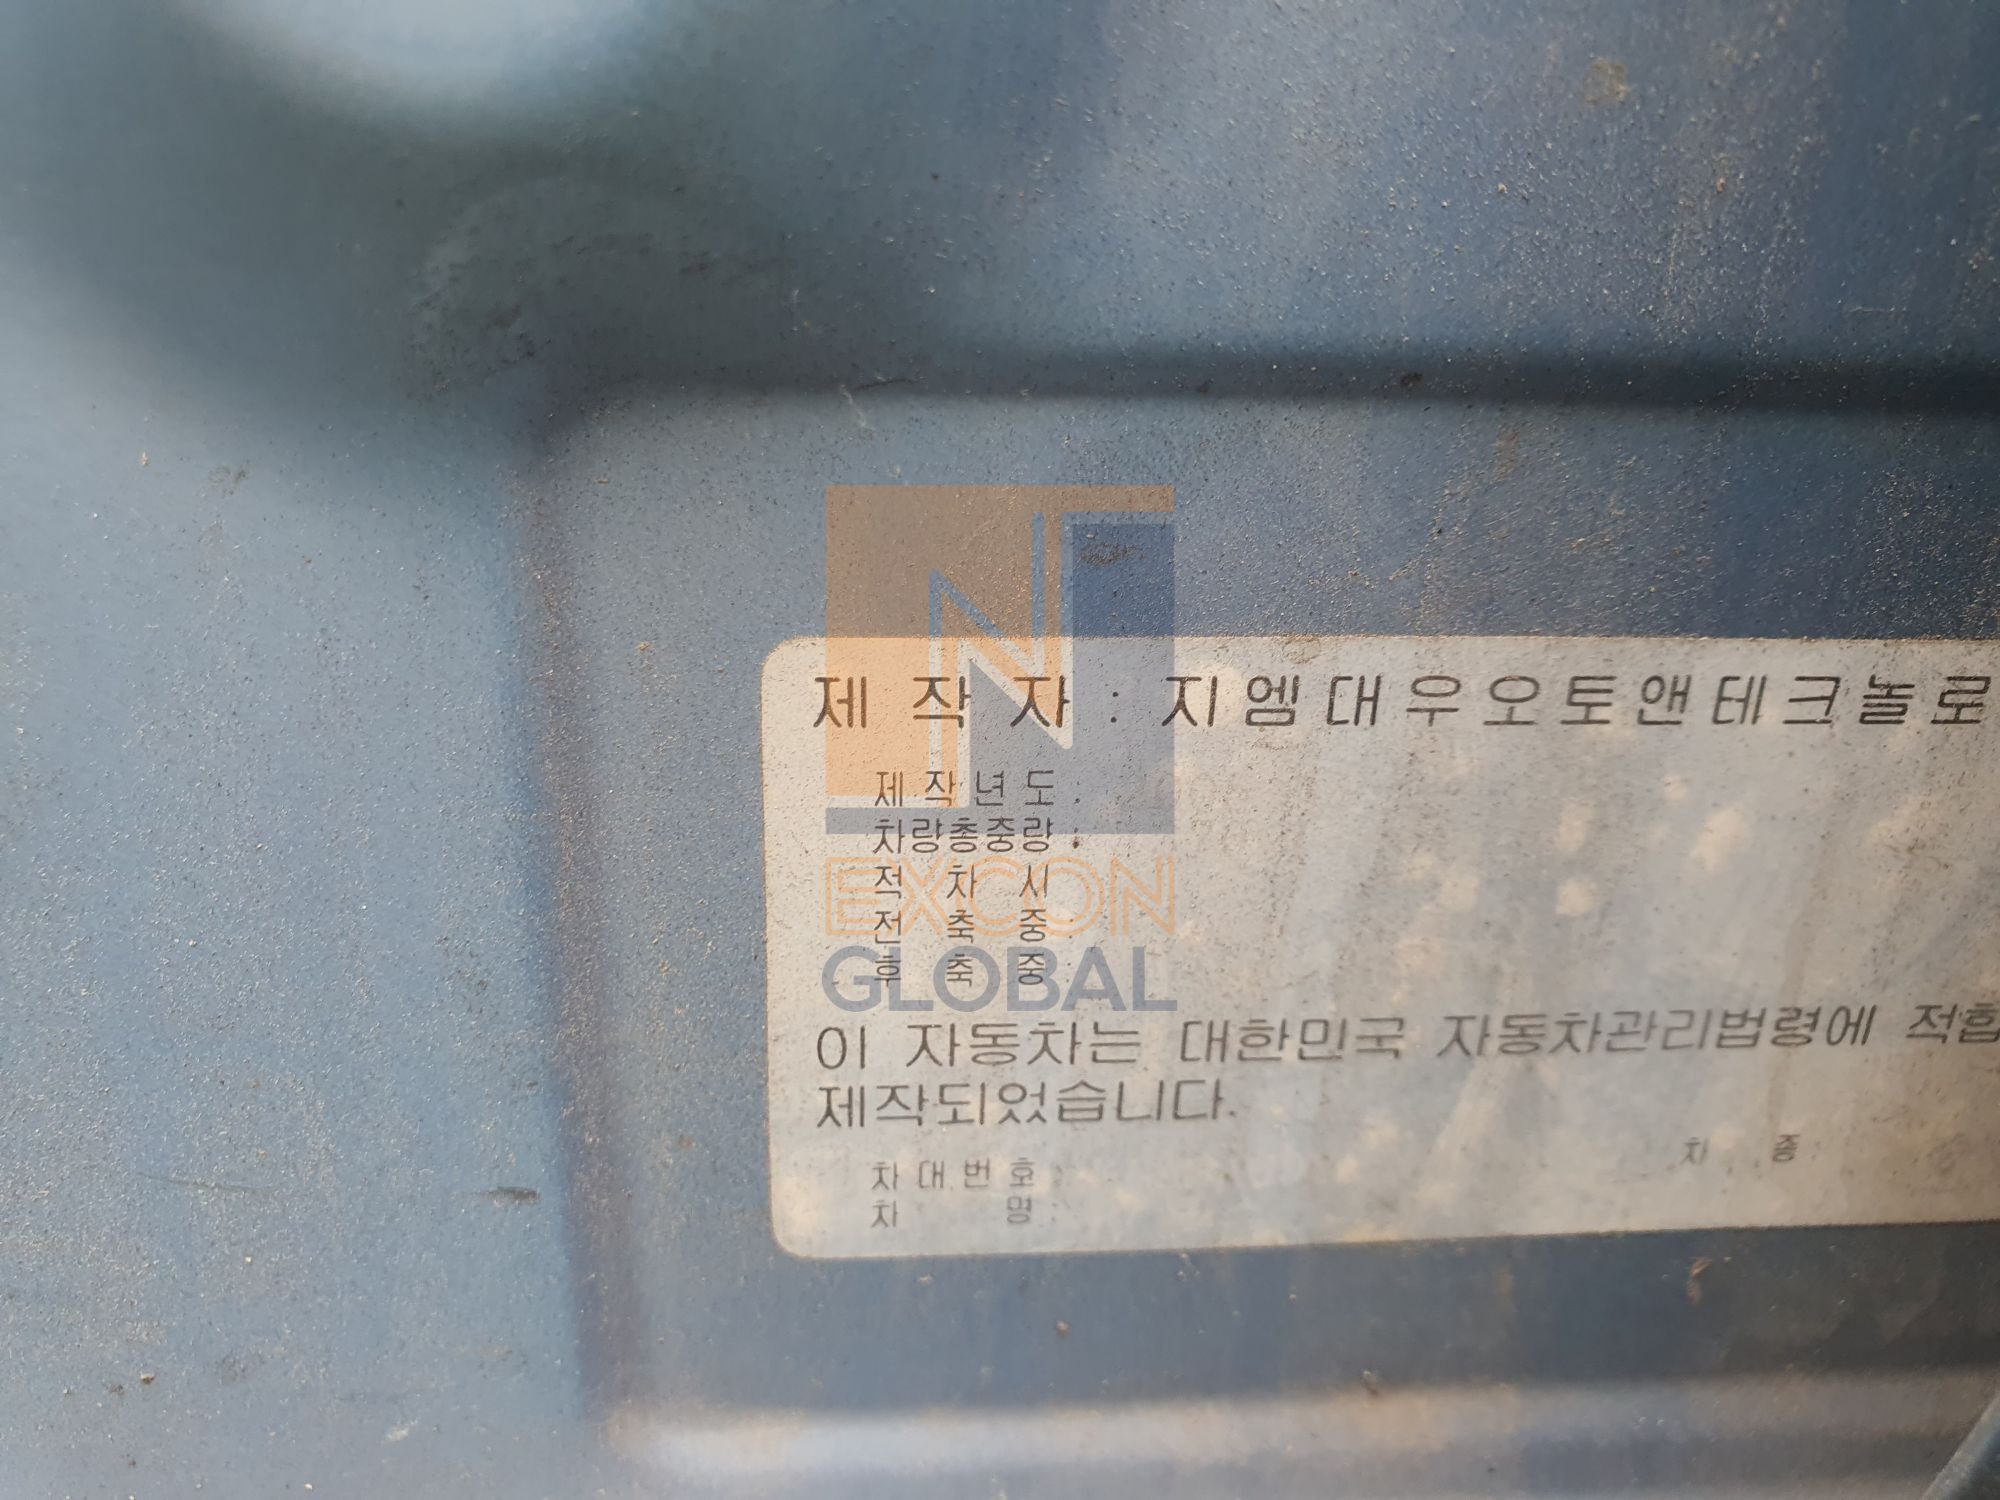 제 작 자 : 지엠대우오토앤테크놀로
제작년도 :
차량총중량 :
적 차 시
전 축 중 :
후 축 중 :
이 자동차는 대한민국 자동차관리법령에 적합
제작되었습니다.
차대번호 : 차 종 :
차 명 :
N
EXCON
GLOBAL